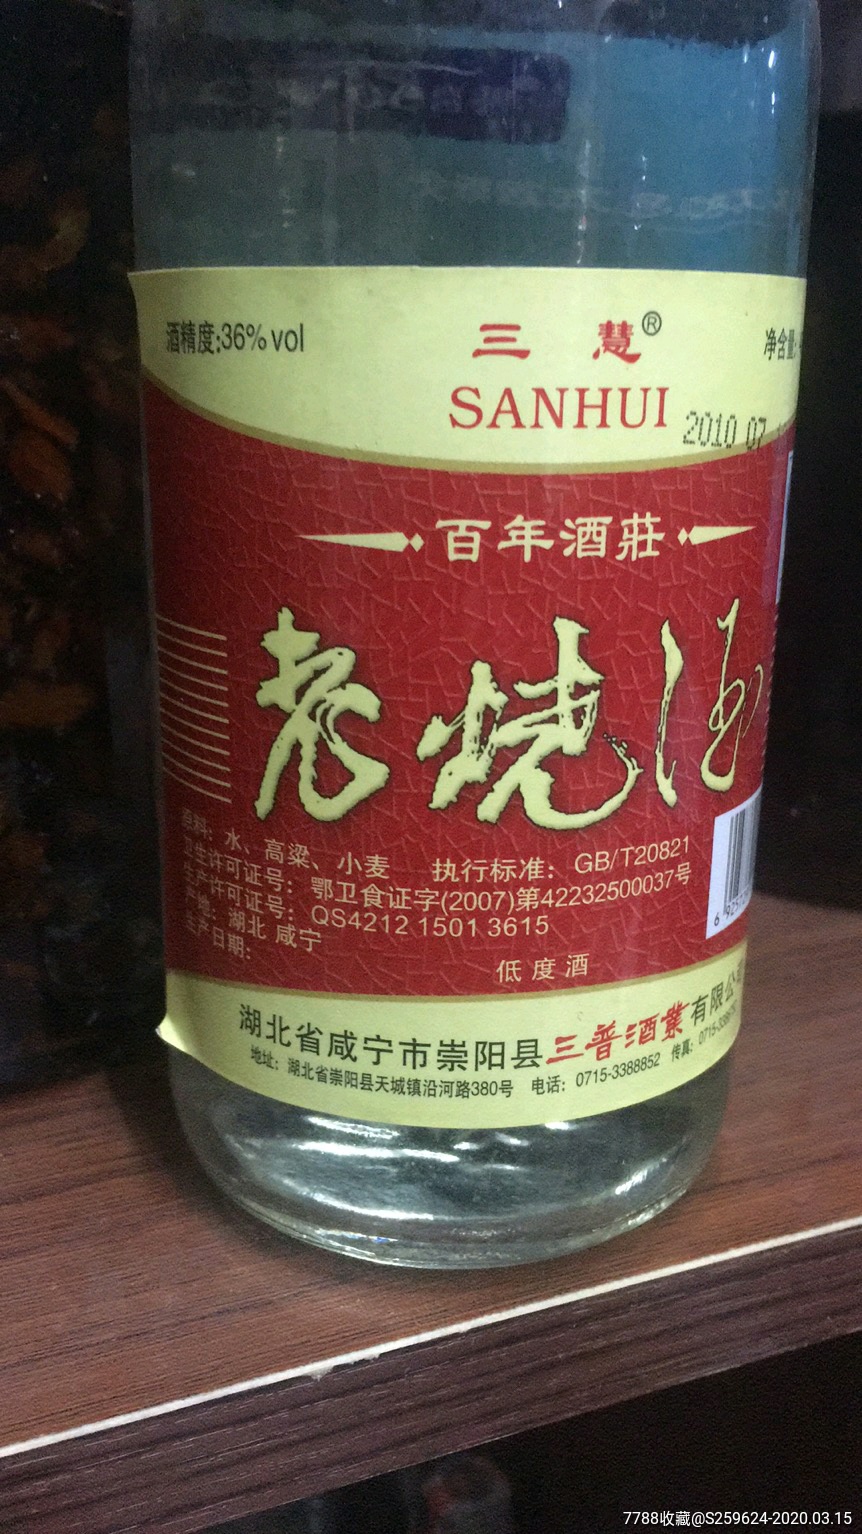 酒精度:36%vol
三慧®
净含量:
SANHUI
2010 07
百年酒莊
老烧酒
原料: 水、高粱、小麦 执行标准: GB/T20821
卫生许可证号: 鄂卫食证字(2007)第42232500037号
生产许可证号: QS4212 1501 3615
产地: 湖北 咸宁
生产日期:
低度酒
湖北省咸宁市崇阳县三普酒業有限公司
地址: 湖北省崇阳县天城镇沿河路380号 电话: 0715-3388852 传真: 0715-
7788收藏@S259624-2020.03.15